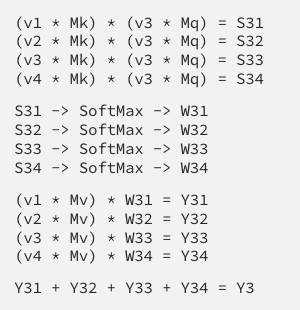 (v1 * Mk) * (v3 * Mq) = S31
(v2 * Mk) * (v3 * Mq) = S32
(v3 * Mk) * (v3 * Mq) = S33
(v4 * Mk) * (v3 * Mq) = S34
S31 -> SoftMax -> W31
S32 -> SoftMax -> W32
S33 -> SoftMax -> W33
S34 -> SoftMax -> W34
(v1 * Mv) * W31 = Y31
(v2 * Mv) * W32 = Y32
(v3 * Mv) * W33 = Y33
(v4 * Mv) * W34 = Y34
Y31 + Y32 + Y33 + Y34 = Y3